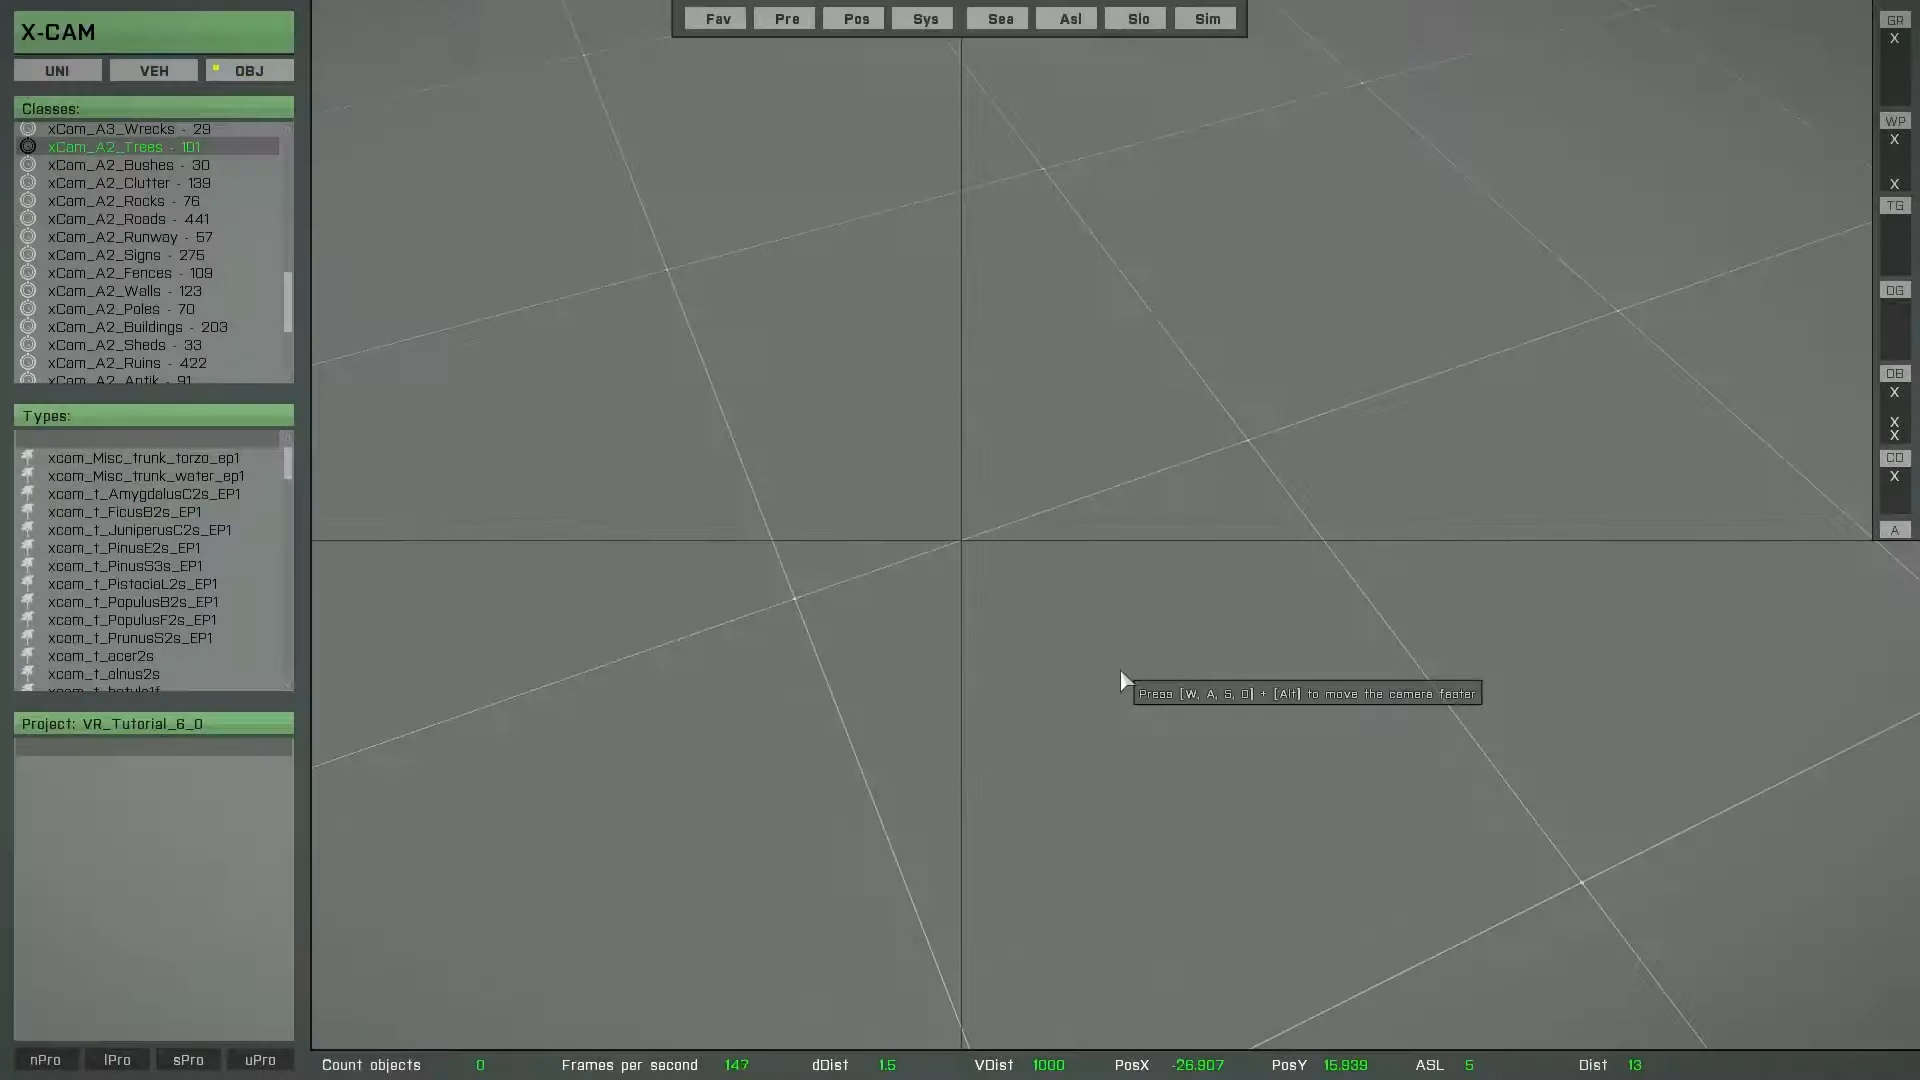 X-CAM
UNI VEH OBJ
Classes:
xCam_A3_Wrecks - 29
xCam_A2_Trees - 101
xCam_A2_Bushes - 30
xCam_A2_Clutter - 139
xCam_A2_Rocks - 76
xCam_A2_Roads - 441
xCam_A2_Runway - 57
xCam_A2_Signs - 275
xCam_A2_Fences - 109
xCam_A2_Walls - 123
xCam_A2_Poles - 70
xCam_A2_Buildings - 203
xCam_A2_Sheds - 33
xCam_A2_Ruins - 422
xCam_A2_Antik - 91
Types:
xcam_Misc_trunk_torzo_ep1
xcam_Misc_trunk_water_ep1
xcam_t_AmygdalusC2s_EP1
xcam_t_FicusB2s_EP1
xcam_t_JuniperusC2s_EP1
xcam_t_PinusE2s_EP1
xcam_t_PinusS3s_EP1
xcam_t_PistaciaL2s_EP1
xcam_t_PopulusB2s_EP1
xcam_t_PopulusF2s_EP1
xcam_t_PrunusS2s_EP1
xcam_t_acer2s
xcam_t_alnus2s
xcam_t_betula1f
Project: VR_Tutorial_6_0
nPro lPro sPro uPro
Fav Pre Pos Sys Sea Asl Slo Sim
Press [W, A, S, D] + [Alt] to move the camera faster
GR
X
WP
X
X
TG
OG
OB
X
X
X
CO
X
A
Count objects 0 Frames per second 147 dDist 1.5 VDist 1000 PosX -26.907 PosY 15.939 ASL 5 Dist 13